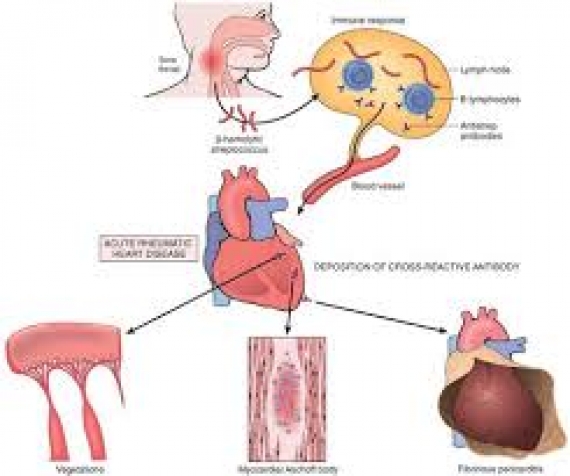 Immune response
Sore
throat
Lymph node
B lymphocytes
Antistrep
antibodies
β-hemolytic
streptococcus
Blood vessel
ACUTE RHEUMATIC
HEART DISEASE
DEPOSITION OF CROSS-REACTIVE ANTIBODY
Vegetations
Myocardial Aschoff body
Fibrinous pericarditis